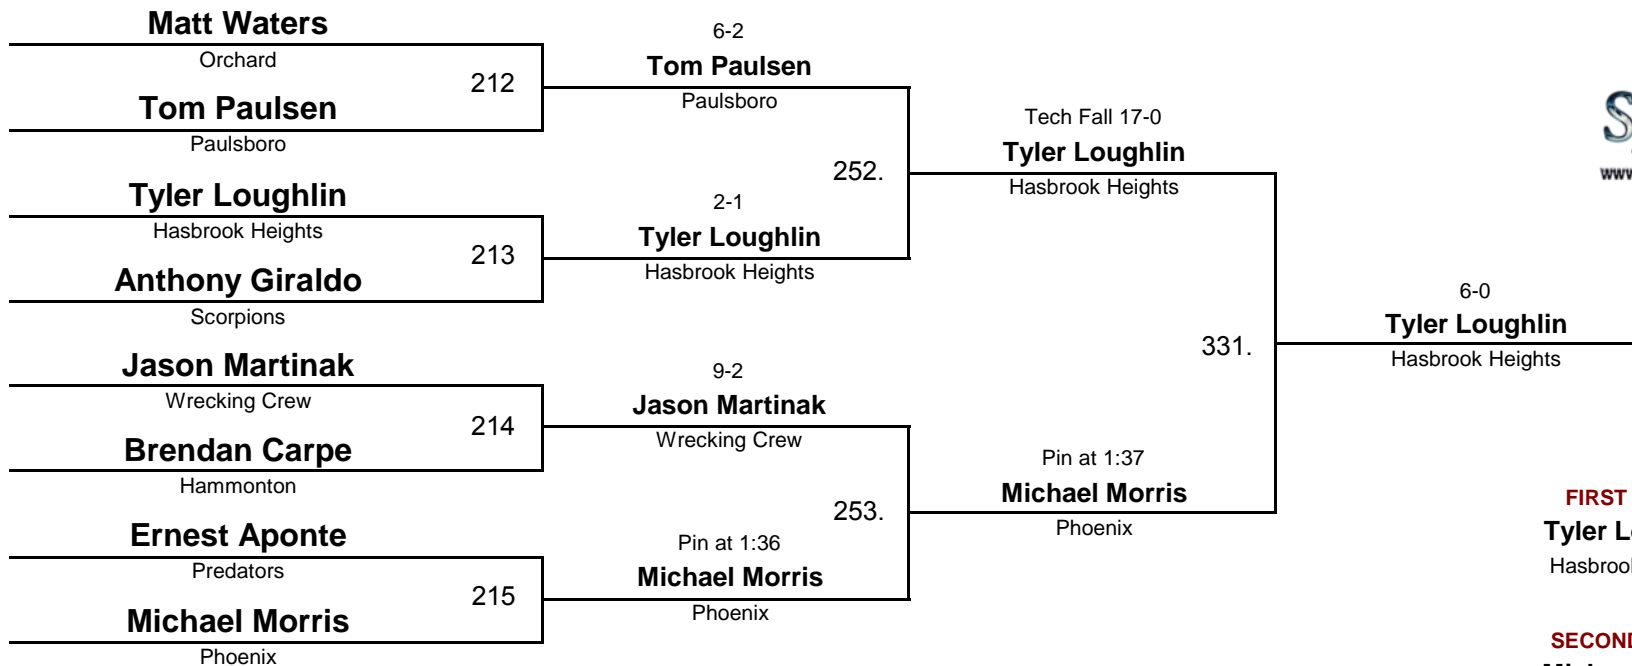 Matt Waters
Orchard
212
Tom Paulsen
Paulsboro
Tyler Loughlin
Hasbrook Heights
213
Anthony Giraldo
Scorpions
Jason Martinak
Wrecking Crew
214
Brendan Carpe
Hammonton
Ernest Aponte
Predators
215
Michael Morris
Phoenix
6-2
Tom Paulsen
Paulsboro
252.
2-1
Tyler Loughlin
Hasbrook Heights
9-2
Jason Martinak
Wrecking Crew
253.
Pin at 1:36
Michael Morris
Phoenix
Tech Fall 17-0
Tyler Loughlin
Hasbrook Heights
331.
Pin at 1:37
Michael Morris
Phoenix
6-0
Tyler Loughlin
Hasbrook Heights
www
FIRST
Tyler L
Hasbroo
SECOND